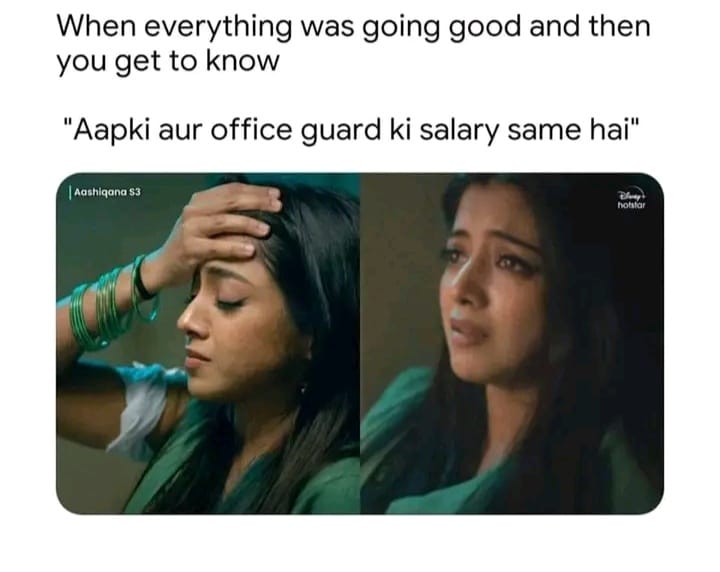 When everything was going good and then
you get to know
"Aapki aur office guard ki salary same hai"
| Aashiqana S3
Disney+
hotstar